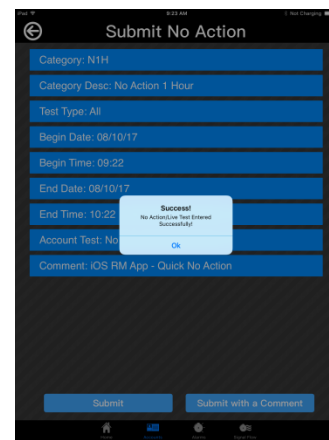 iPad 9:23 AM Not Charging
Submit No Action
Category: N1H
Category Desc: No Action 1 Hour
Test Type: All
Begin Date: 08/10/17
Begin Time: 09:22
End Date: 08/10/17
End Time: 10:22
Success!
No Action/Live Test Entered
Successfully!
Ok
Account Test: No
Comment: iOS RM App - Quick No Action
Submit Submit with a Comment
Home Accounts Alarms Signal Filters